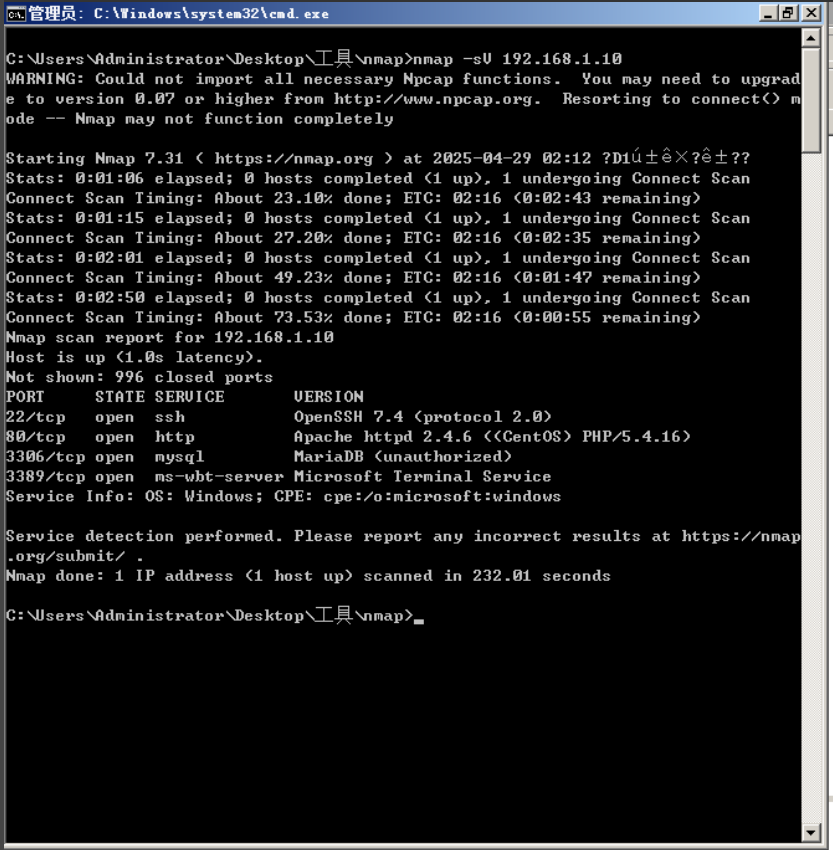 管理员: C:\Windows\system32\cmd.exe
C:\Users\Administrator\Desktop\工具\nmap>nmap -sV 192.168.1.10
WARNING: Could not import all necessary Npcap functions.  You may need to upgrad
e to version 0.07 or higher from http://www.npcap.org.  Resorting to connect() m
ode -- Nmap may not function completely
Starting Nmap 7.31 ( https://nmap.org ) at 2025-04-29 02:12 ?D1ú±ê×?ê±??
Stats: 0:01:06 elapsed; 0 hosts completed (1 up), 1 undergoing Connect Scan
Connect Scan Timing: About 23.10% done; ETC: 02:16 (0:02:43 remaining)
Stats: 0:01:15 elapsed; 0 hosts completed (1 up), 1 undergoing Connect Scan
Connect Scan Timing: About 27.20% done; ETC: 02:16 (0:02:35 remaining)
Stats: 0:02:01 elapsed; 0 hosts completed (1 up), 1 undergoing Connect Scan
Connect Scan Timing: About 49.23% done; ETC: 02:16 (0:01:47 remaining)
Stats: 0:02:50 elapsed; 0 hosts completed (1 up), 1 undergoing Connect Scan
Connect Scan Timing: About 73.53% done; ETC: 02:16 (0:00:55 remaining)
Nmap scan report for 192.168.1.10
Host is up (1.0s latency).
Not shown: 996 closed ports
PORT     STATE SERVICE       VERSION
22/tcp   open  ssh           OpenSSH 7.4 (protocol 2.0)
80/tcp   open  http          Apache httpd 2.4.6 ((CentOS) PHP/5.4.16)
3306/tcp open  mysql         MariaDB (unauthorized)
3389/tcp open  ms-wbt-server Microsoft Terminal Service
Service Info: OS: Windows; CPE: cpe:/o:microsoft:windows
Service detection performed. Please report any incorrect results at https://nmap
.org/submit/ .
Nmap done: 1 IP address (1 host up) scanned in 232.01 seconds
C:\Users\Administrator\Desktop\工具\nmap>